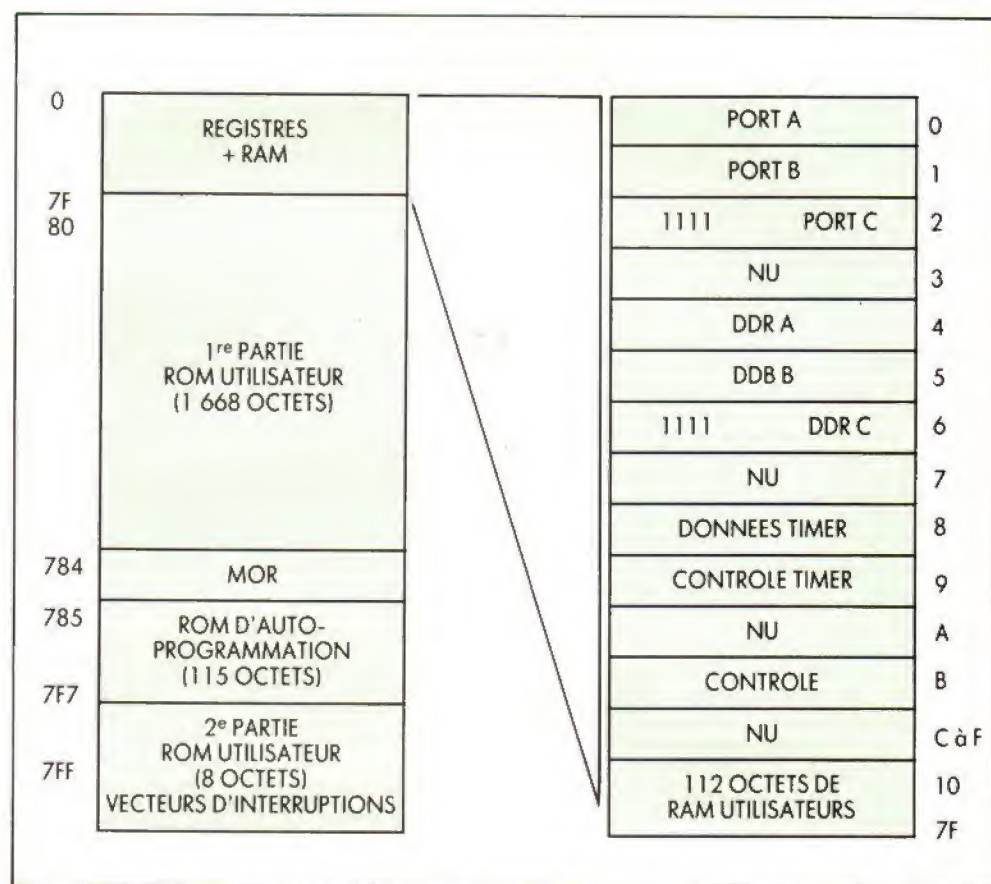 0
REGISTRES
+ RAM
7F
80
1re PARTIE
ROM UTILISATEUR
(1 668 OCTETS)
784
MOR
785
ROM D'AUTO-
PROGRAMMATION
(115 OCTETS)
7F7
2e PARTIE
ROM UTILISATEUR
(8 OCTETS)
7FF
VECTEURS D'INTERRUPTIONS
PORT A 0
PORT B 1
1111 PORT C 2
NU 3
DDR A 4
DDB B 5
1111 DDR C 6
NU 7
DONNEES TIMER 8
CONTROLE TIMER 9
NU A
CONTROLE B
NU C à F
112 OCTETS DE 10
RAM UTILISATEURS
7F